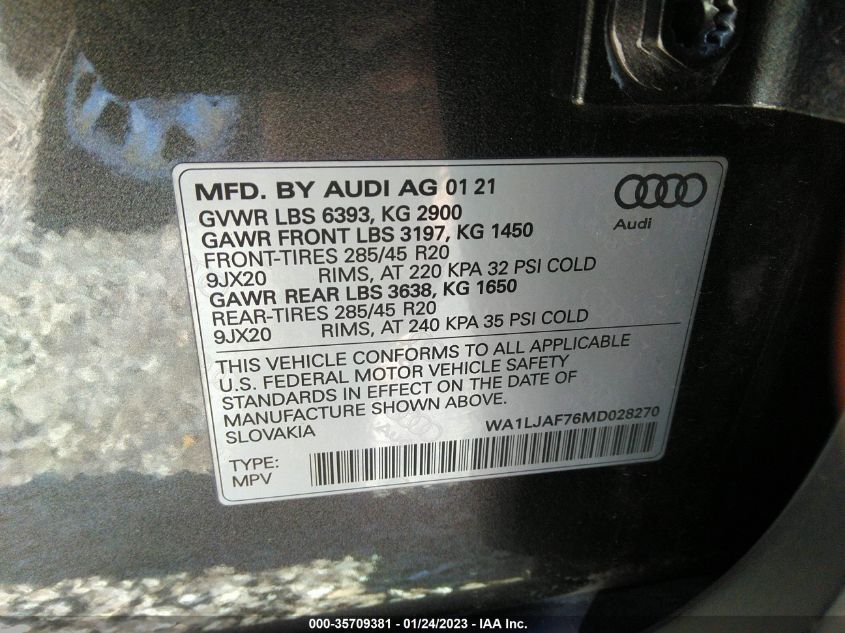 MFD. BY AUDI AG 01 21
Audi
GVWR LBS 6393, KG 2900
GAWR FRONT LBS 3197, KG 1450
FRONT-TIRES 285/45 R20
9JX20 RIMS, AT 220 KPA 32 PSI COLD
GAWR REAR LBS 3638, KG 1650
REAR-TIRES 285/45 R20
9JX20 RIMS, AT 240 KPA 35 PSI COLD
THIS VEHICLE CONFORMS TO ALL APPLICABLE
U.S. FEDERAL MOTOR VEHICLE SAFETY
STANDARDS IN EFFECT ON THE DATE OF
MANUFACTURE SHOWN ABOVE.
SLOVAKIA
Audi
WA1LJAF76MD028270
TYPE:
MPV
000-35709381 - 01/24/2023 - IAA Inc.